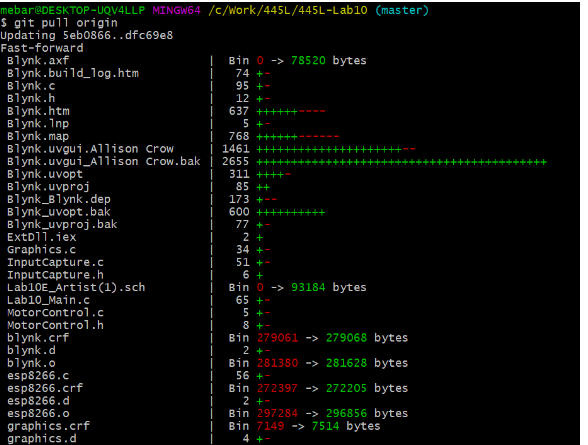 mebar@DESKTOP-UQV4LLP MINGW64 /c/Work/445L/445L-Lab10 (master)
$ git pull origin
Updating 5eb0866..dfc69e8
Fast-forward
 Blynk.axf                      |  Bin 0 -> 78520 bytes
 Blynk.build_log.htm            |   74 +-
 Blynk.c                        |   95 +-
 Blynk.h                        |   12 +-
 Blynk.htm                      |  637 ++++++----
 Blynk.lnp                      |    5 +-
 Blynk.map                      |  768 ++++++------
 Blynk.uvgui.Allison Crow       | 1461 +++++++++++++++++++++--
 Blynk.uvgui_Allison Crow.bak   | 2655 ++++++++++++++++++++++++++++++++++++++++++
 Blynk.uvopt                    |  311 ++++-
 Blynk.uvproj                   |   85 ++
 Blynk_Blynk.dep                |  173 +--
 Blynk_uvopt.bak                |  600 ++++++++++
 Blynk_uvproj.bak               |   77 +-
 ExtDll.iex                     |    2 +
 Graphics.c                     |   34 +-
 InputCapture.c                 |   51 +-
 InputCapture.h                 |    6 +
 Lab10E_Artist(1).sch           |  Bin 0 -> 93184 bytes
 Lab10_Main.c                   |   65 +-
 MotorControl.c                 |    5 +-
 MotorControl.h                 |    8 +-
 blynk.crf                      |  Bin 279061 -> 279068 bytes
 blynk.d                        |    2 +-
 blynk.o                        |  Bin 281380 -> 281628 bytes
 esp8266.c                      |   56 +-
 esp8266.crf                    |  Bin 272397 -> 272205 bytes
 esp8266.d                      |    2 +-
 esp8266.o                      |  Bin 297284 -> 296856 bytes
 graphics.crf                   |  Bin 7149 -> 7514 bytes
 graphics.d                     |    4 +-